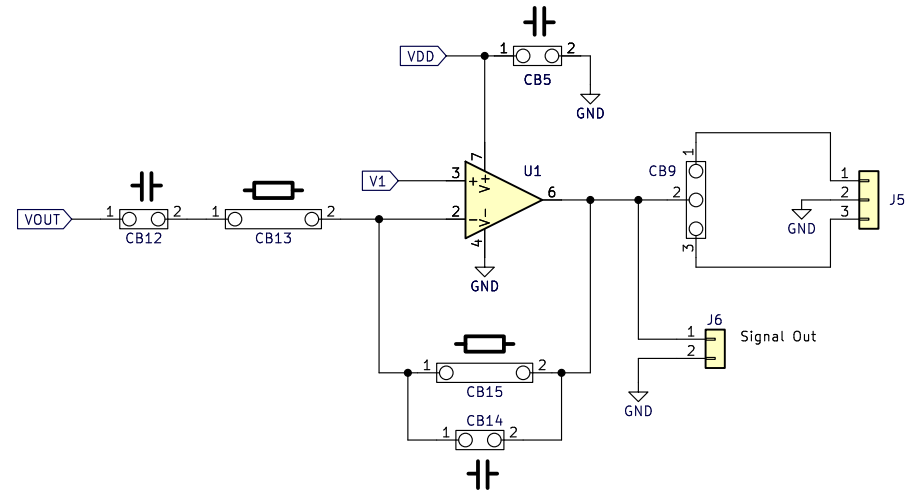 VDD
1 2
CB5
GND
V1
3
7
+
V+
U1
6
2
-
V-
4
GND
VOUT
1 2
CB12
1 2
CB13
CB9
1
2
3
1
2
3
J5
GND
J6
1
2
Signal Out
GND
1 2
CB15
CB14
1 2